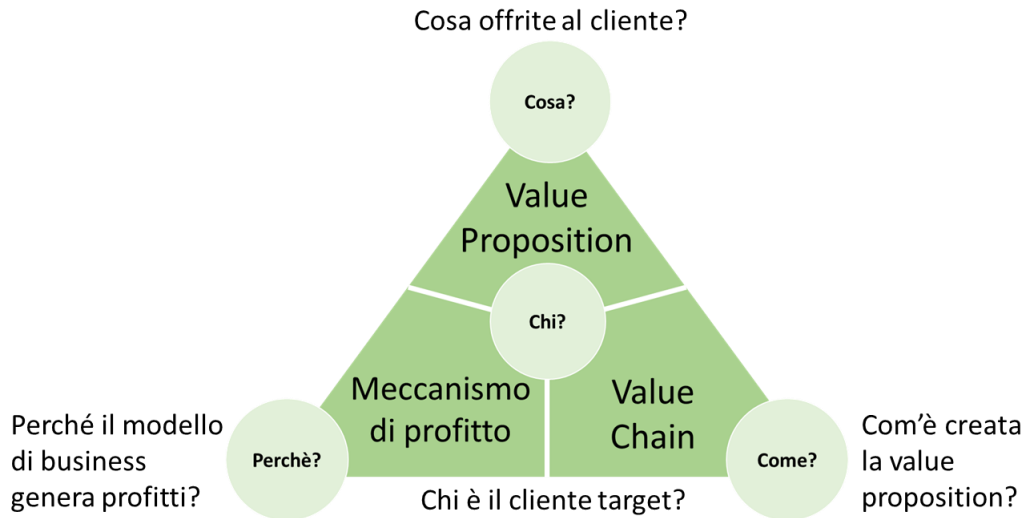 Cosa offrite al cliente?
Cosa?
Value
Proposition
Chi?
Meccanismo
di profitto
Value
Chain
Perché il modello
di business
genera profitti?
Perchè?
Come?
Com'è creata
la value
proposition?
Chi è il cliente target?